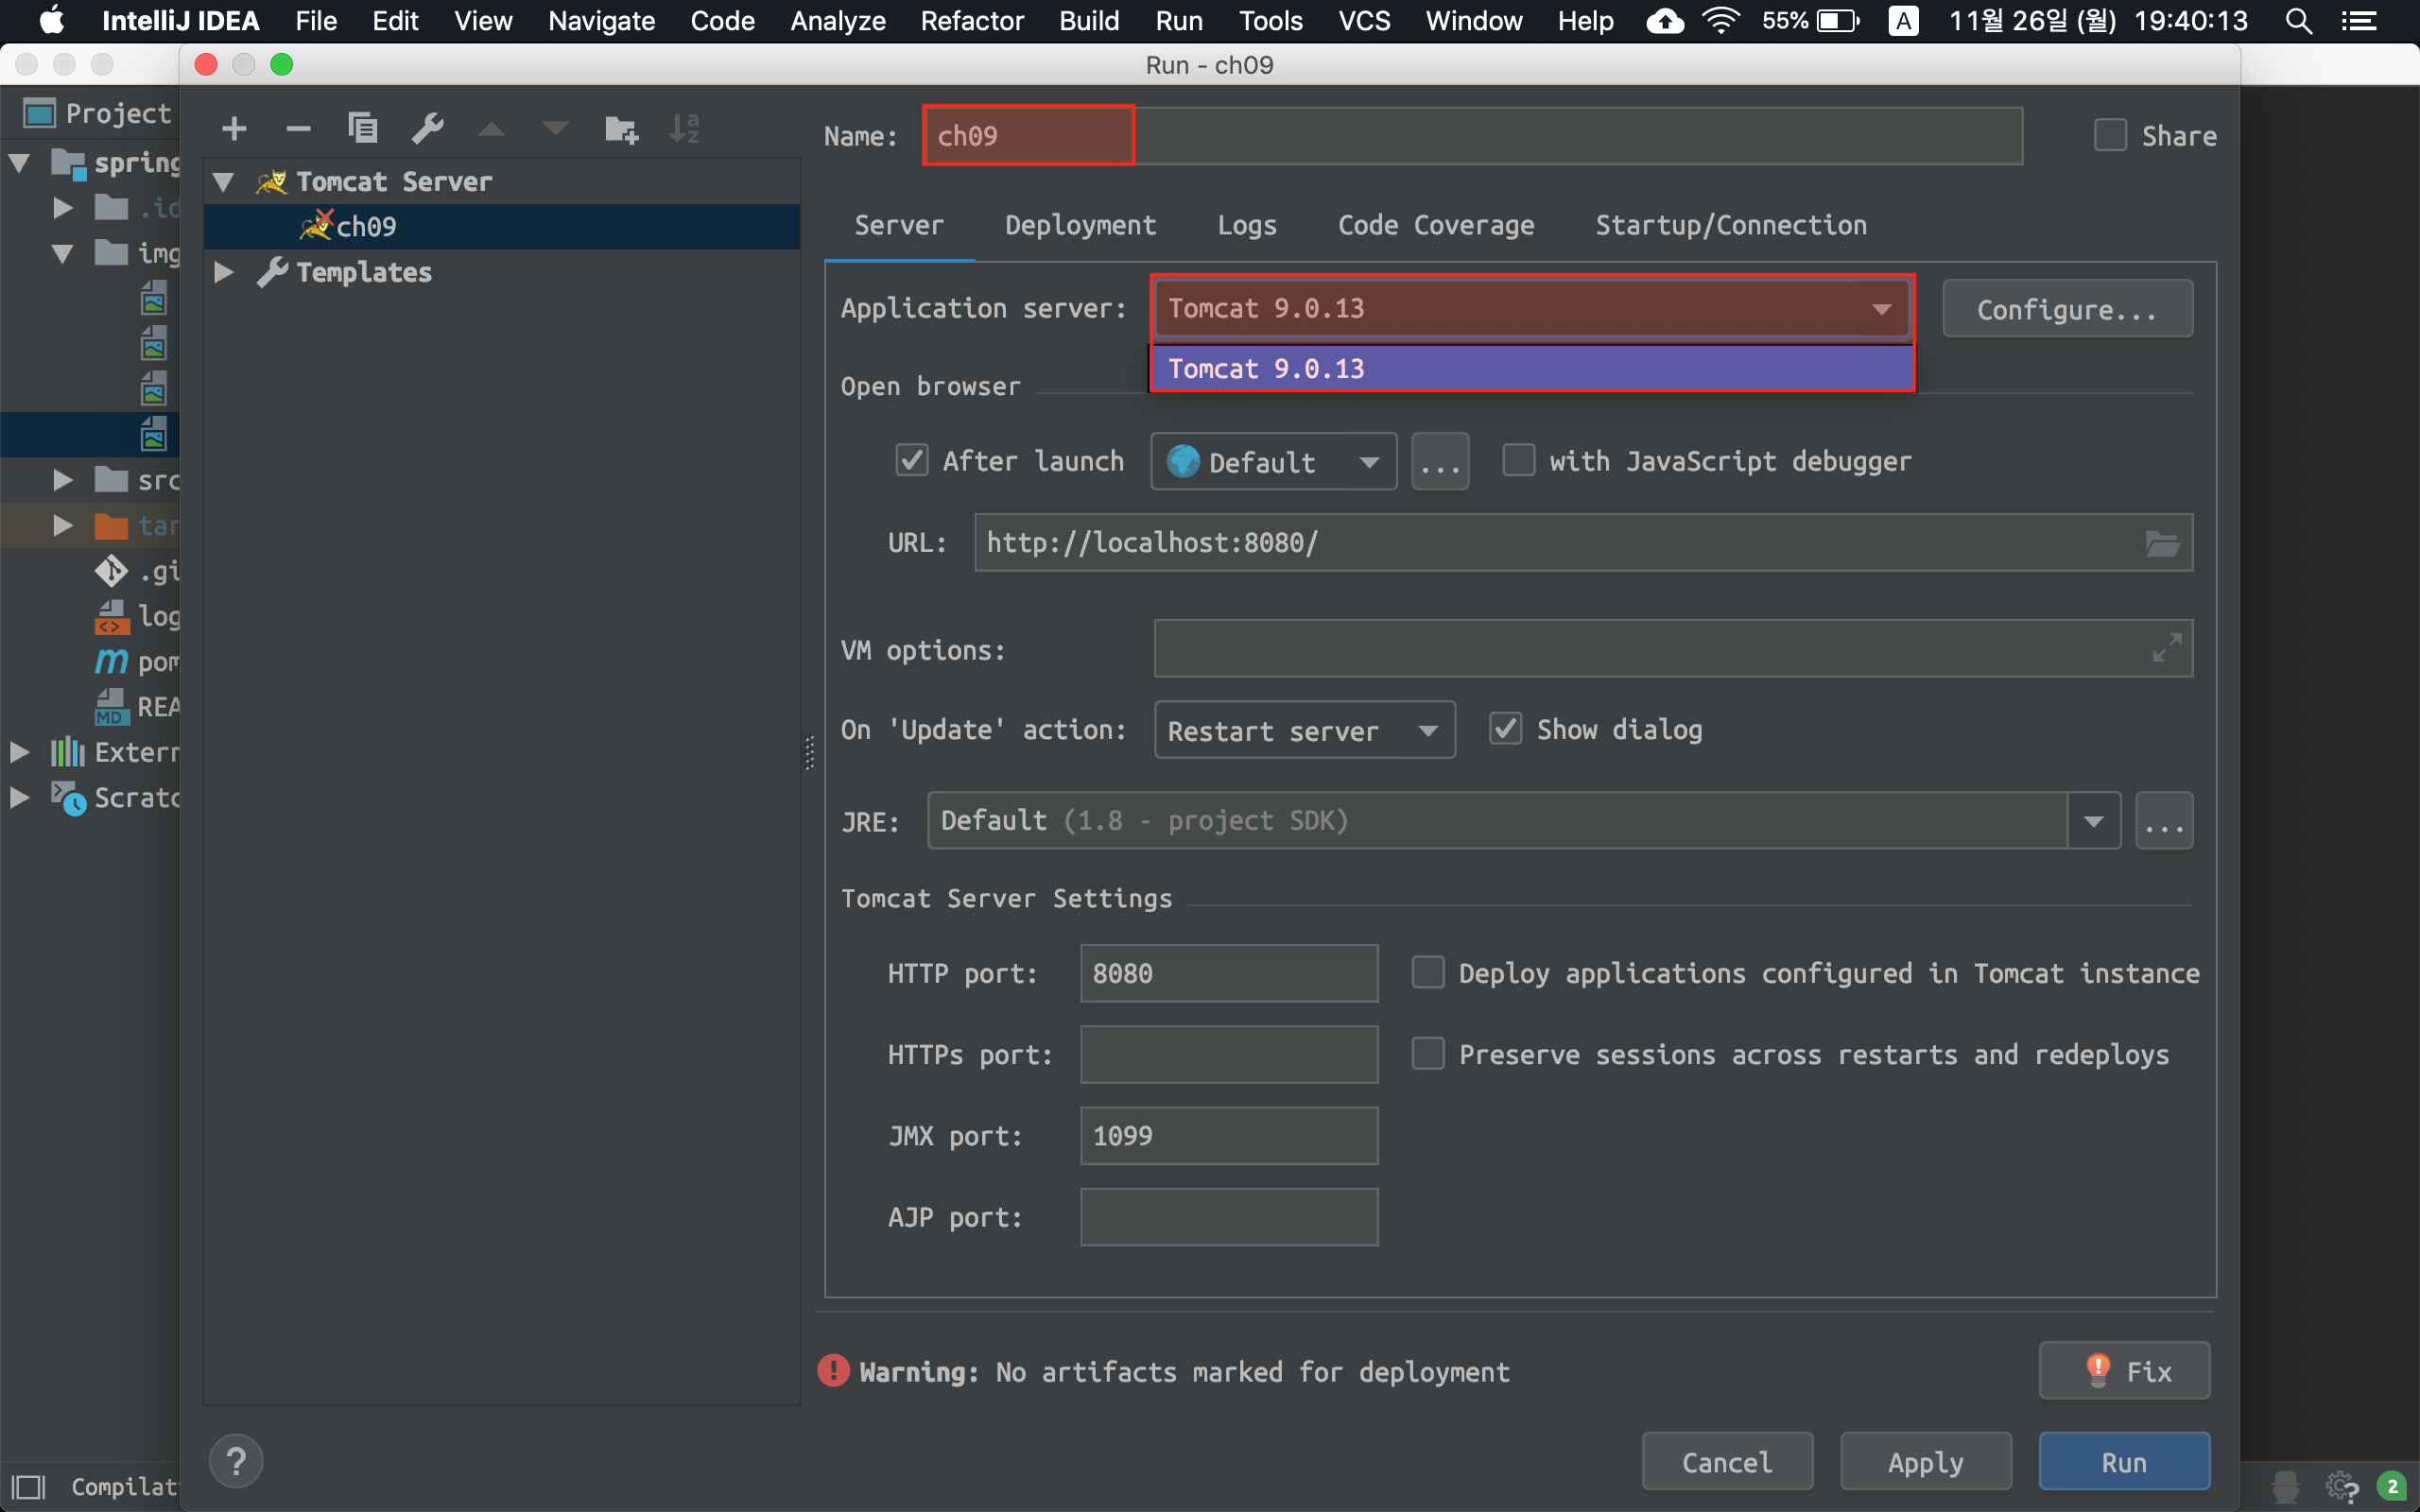 IntelliJ IDEA File Edit View Navigate Code Analyze Refactor Build Run Tools VCS Window Help 55% A 11월 26일 (월) 19:40:13
Run - ch09
Project
spring
.id
img
src
tar
.gi
log
pom
REA
Extern
Scratc
Compilat
Tomcat Server
ch09
Templates
Name: ch09 Share
Server Deployment Logs Code Coverage Startup/Connection
Application server: Tomcat 9.0.13 Configure...
Tomcat 9.0.13
Open browser
After launch Default ... with JavaScript debugger
URL: http://localhost:8080/
VM options:
On 'Update' action: Restart server Show dialog
JRE: Default (1.8 - project SDK) ...
Tomcat Server Settings
HTTP port: 8080 Deploy applications configured in Tomcat instance
HTTPs port: Preserve sessions across restarts and redeploys
JMX port: 1099
AJP port:
Warning: No artifacts marked for deployment Fix
? Cancel Apply Run
2